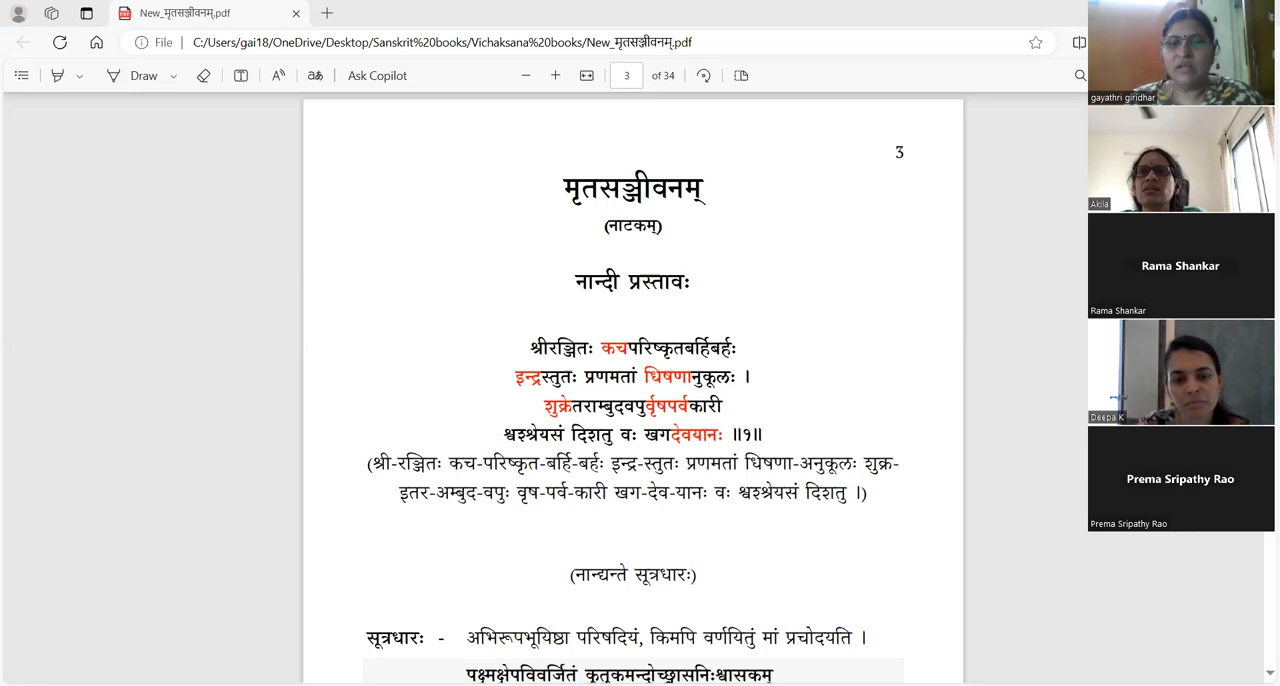 New_मृतसञ्जीवनम्.pdf
File
C:/Users/gai18/OneDrive/Desktop/Sanskrit%20books/Vichaksana%20books/New_मृतसञ्जीवनम्.pdf
Draw
Ask Copilot
3 of 34
3
मृतसञ्जीवनम्
(नाटकम्)
नान्दी प्रस्तावः
श्रीरञ्जितः कचपरिष्कृतबर्हिबर्हः
इन्द्रस्तुतः प्रणमतां धिषणानुकूलः ।
शुक्रेतराम्बुदवपुर्वृषपर्वकारी
श्वश्श्रेयसं दिशतु वः खगदेवयानः ॥१॥
(श्री-रञ्जितः कच-परिष्कृत-बर्हि-बर्हः इन्द्र-स्तुतः प्रणमतां धिषणा-अनुकूलः शुक्र-
इतर-अम्बुद-वपुः वृष-पर्व-कारी खग-देव-यानः वः श्वश्श्रेयसं दिशतु ।)
(नान्द्यन्ते सूत्रधारः)
सूत्रधारः - अभिरूपभूयिष्ठा परिषदियं, किमपि वर्णयितुं मां प्रचोदयति ।
पक्ष्मक्षेपविवर्जितं कृतुकमन्दोच्छ्वासनिःश्वासकम्
gayathri giridhar
Akila
Rama Shankar
Rama Shankar
Deepa K
Prema Sripathy Rao
Prema Sripathy Rao